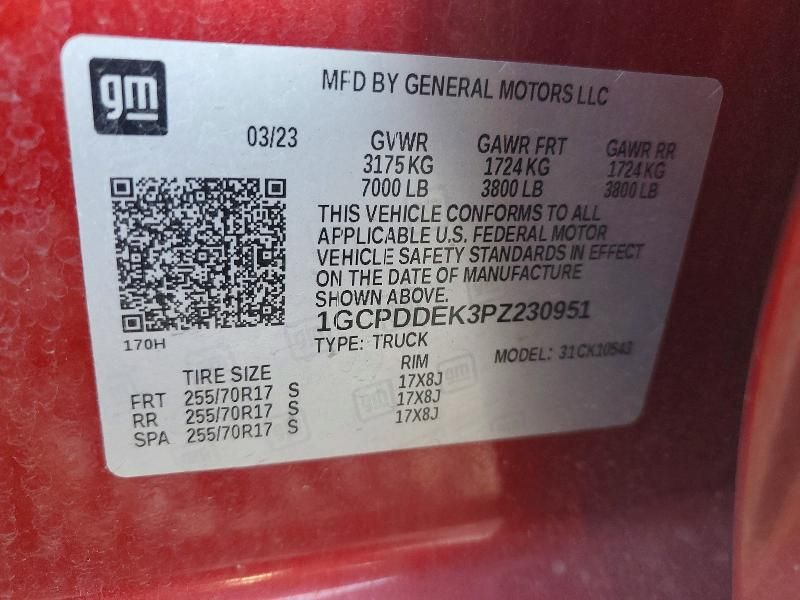 gm
MFD BY GENERAL MOTORS LLC
03/23 GVWR GAWR FRT GAWR RR
3175 KG 1724 KG 1724 KG
7000 LB 3800 LB 3800 LB
THIS VEHICLE CONFORMS TO ALL
APPLICABLE U.S. FEDERAL MOTOR
VEHICLE SAFETY STANDARDS IN EFFECT
ON THE DATE OF MANUFACTURE
SHOWN ABOVE.
1GCPDDEK3PZ230951
170H
TYPE: TRUCK MODEL: 31CK10543
TIRE SIZE RIM
FRT 255/70R17 S 17X8J
RR 255/70R17 S 17X8J
SPA 255/70R17 S 17X8J
gm gm